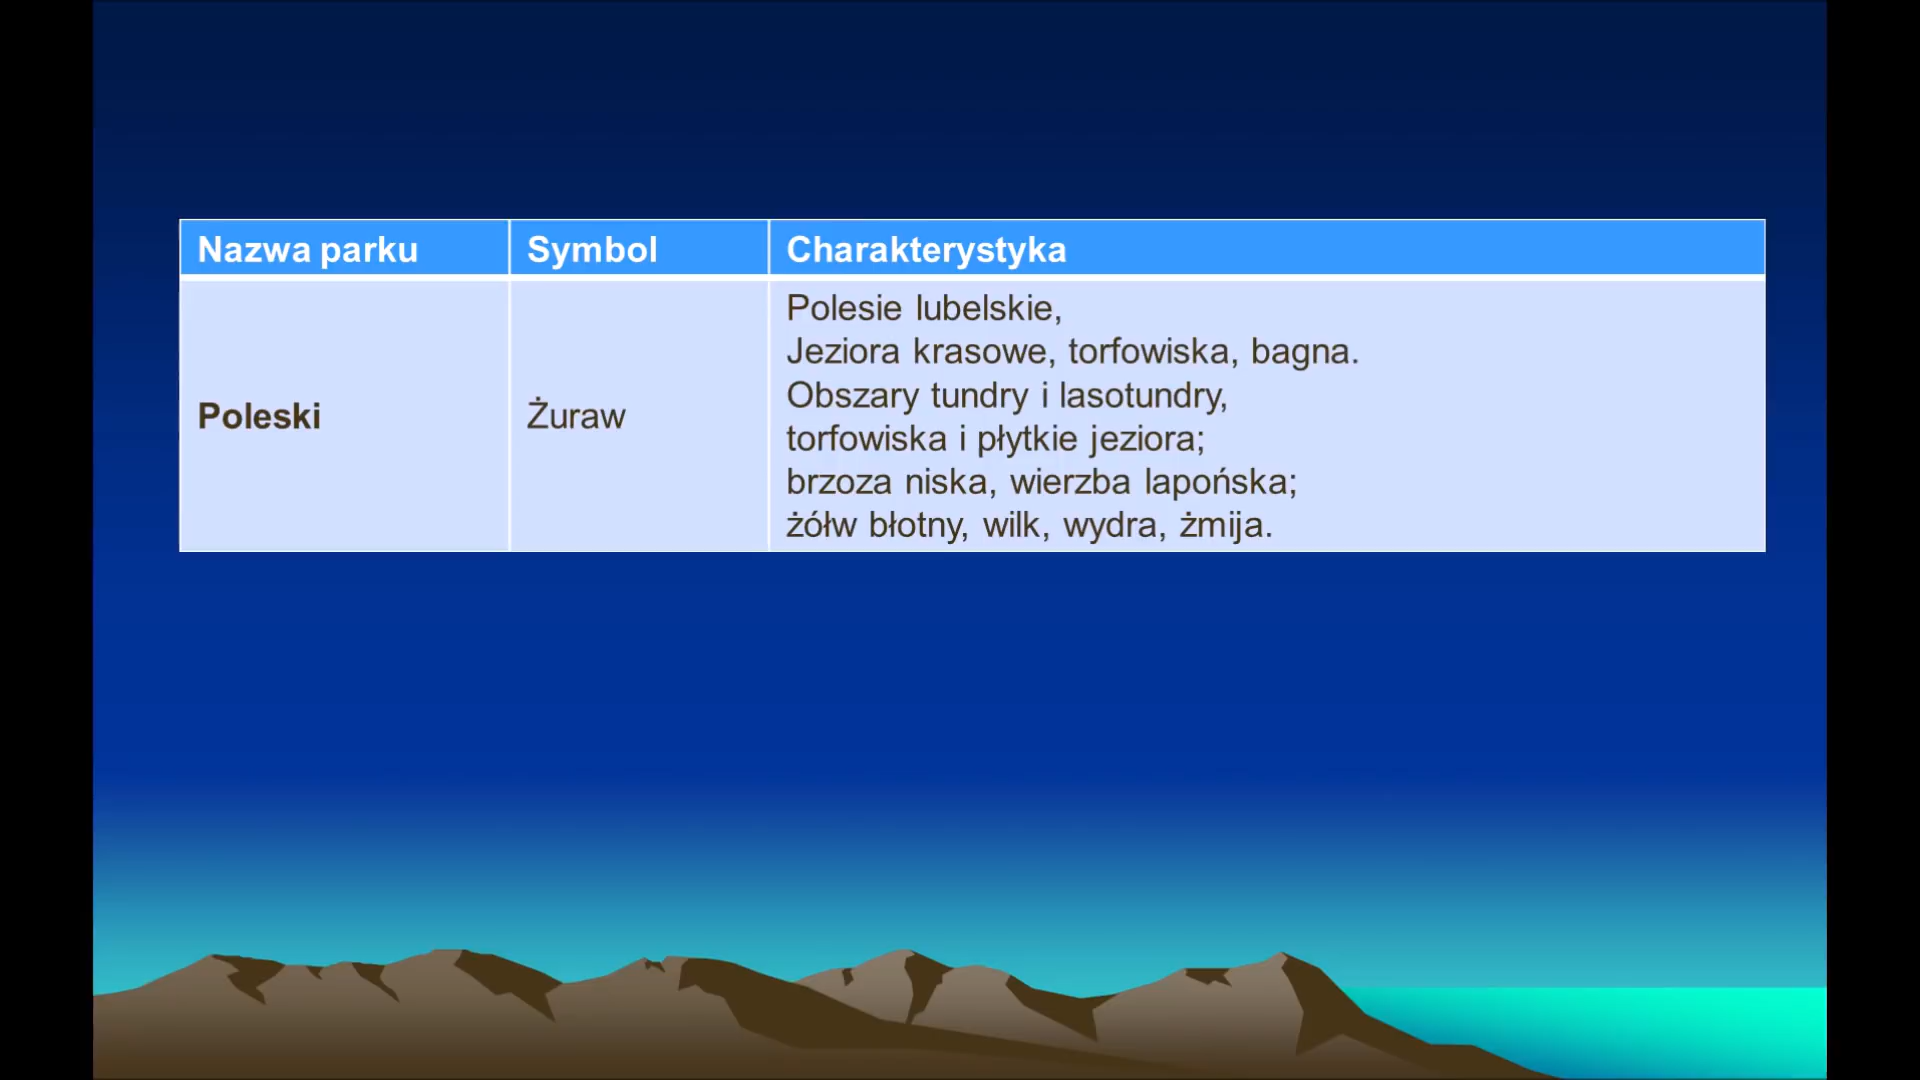 Nazwa parku Symbol Charakterystyka
Poleski Żuraw
Polesie lubelskie,
Jeziora krasowe, torfowiska, bagna.
Obszary tundry i lasotundry,
torfowiska i płytkie jeziora;
brzoza niska, wierzba lapońska;
żółw błotny, wilk, wydra, żmija.